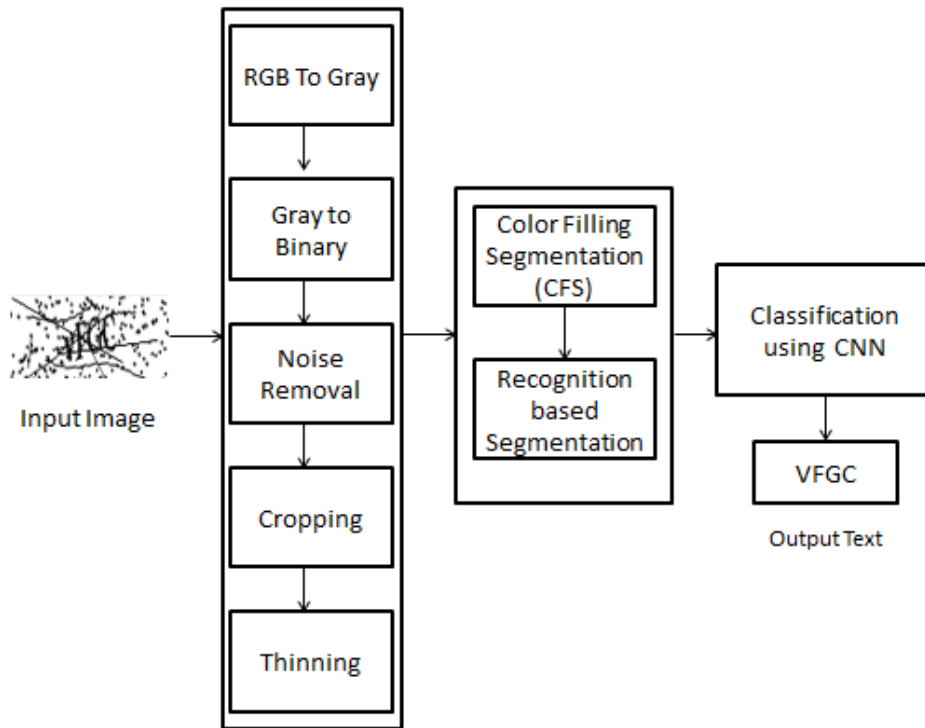 RGB To Gray
Gray to
Binary
Noise
Removal
Cropping
Thinning
Input Image
Color Filling
Segmentation
(CFS)
Recognition
based
Segmentation
Classification
using CNN
VFGC
Output Text